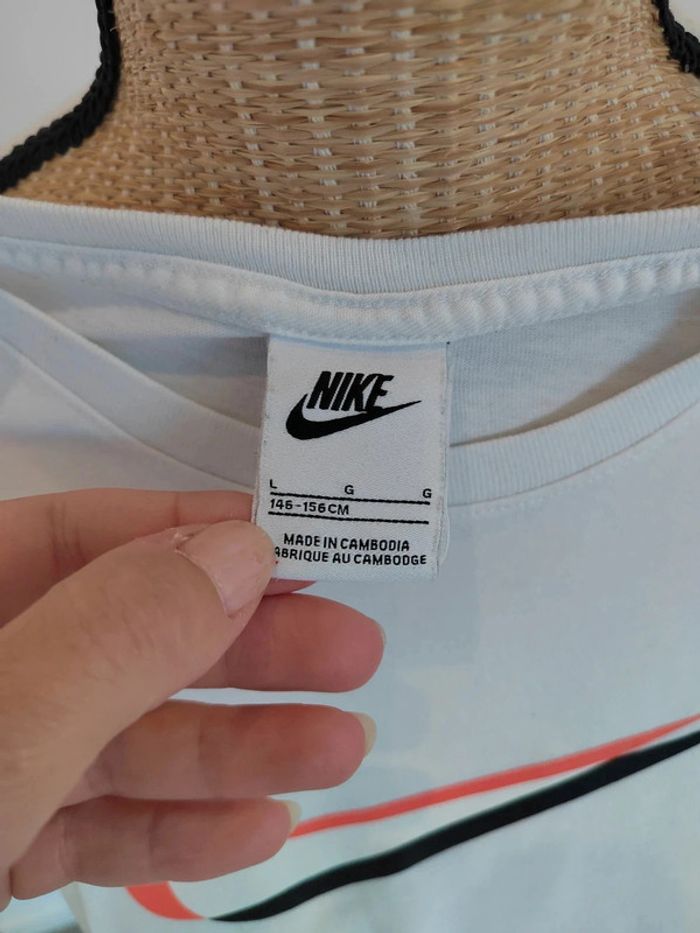 NIKE
L G G
146-156CM
MADE IN CAMBODIA
ABRIQUE AU CAMBODGE